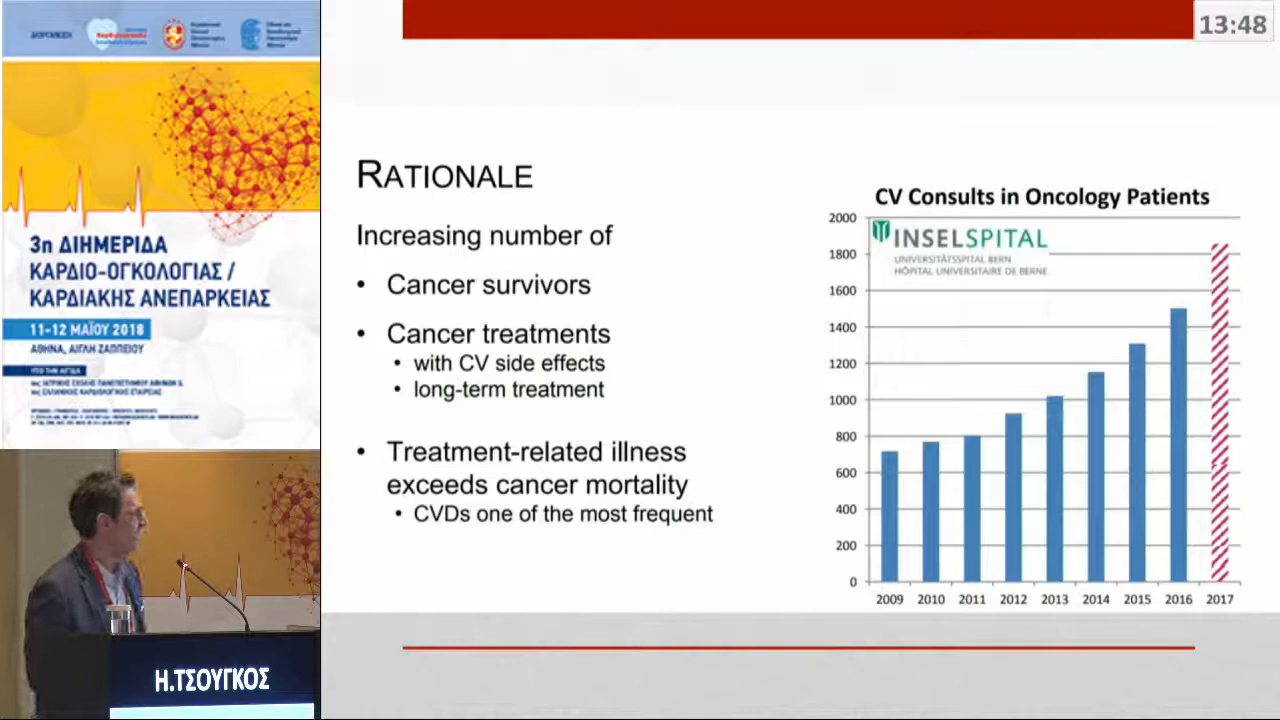 ΔΙΟΡΓΑΝΩΣΗ
3η ΔΙΗΜΕΡΙΔΑ
ΚΑΡΔΙΟ-ΟΓΚΟΛΟΓΙΑΣ /
ΚΑΡΔΙΑΚΗΣ ΑΝΕΠΑΡΚΕΙΑΣ
11-12 ΜΑΪΟΥ 2018
ΑΘΗΝΑ, ΑΙΓΛΗ ΖΑΠΠΕΙΟΥ
ΥΠΟ ΤΗΝ ΑΙΓΙΔΑ
της ΙΑΤΡΙΚΗΣ ΣΧΟΛΗΣ ΠΑΝΕΠΙΣΤΗΜΙΟΥ ΑΘΗΝΩΝ &
της ΕΛΛΗΝΙΚΗΣ ΚΑΡΔΙΟΛΟΓΙΚΗΣ ΕΤΑΙΡΕΙΑΣ
Η.ΤΣΟΥΓΚΟΣ
13:48
RATIONALE
Increasing number of
• Cancer survivors
• Cancer treatments
• with CV side effects
• long-term treatment
• Treatment-related illness
exceeds cancer mortality
• CVDs one of the most frequent
CV Consults in Oncology Patients
INSELSPITAL
UNIVERSITÄTSSPITAL BERN
HÔPITAL UNIVERSITAIRE DE BERNE
2000
1800
1600
1400
1200
1000
800
600
400
200
0
2009 2010 2011 2012 2013 2014 2015 2016 2017